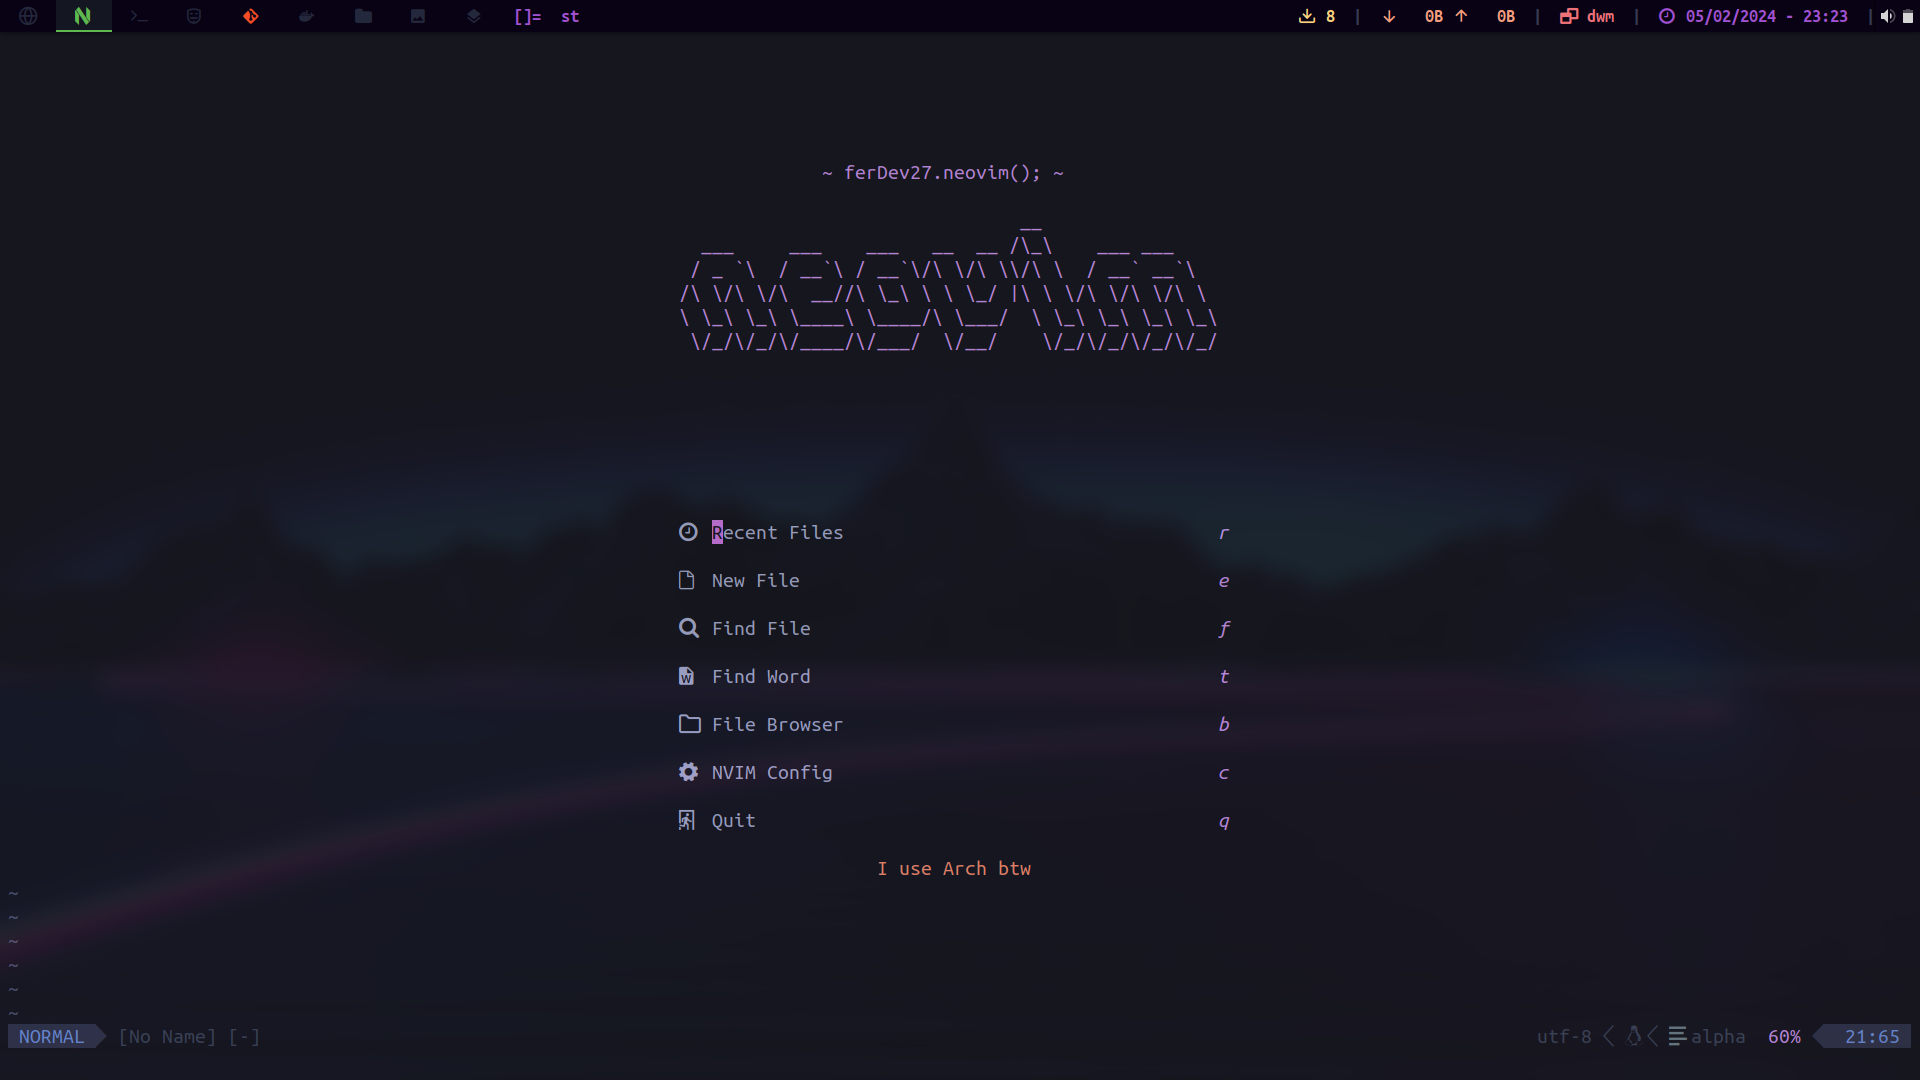 []= st 8 | 0B 0B | dwm | 05/02/2024 - 23:23 |
~ ferDev27.neovim(); ~
                               __
  ___     ___    ___   __  __ /\_\    ___ ___
 / _ `\  / __`\ / __`\/\ \/\ \\/\ \  / __` __`\
/\ \/\ \/\  __//\ \_\ \ \ \_/ |\ \ \/\ \/\ \/\ \
\ \_\ \_\ \____\ \____/\ \___/  \ \_\ \_\ \_\ \_\
 \/_/\/_/\/____/\/___/  \/__/    \/_/\/_/\/_/\/_/
Recent Files r
New File e
Find File f
Find Word t
File Browser b
NVIM Config c
Quit q
I use Arch btw
~
~
~
~
~
~
NORMAL [No Name] [-] utf-8 alpha 60% 21:65